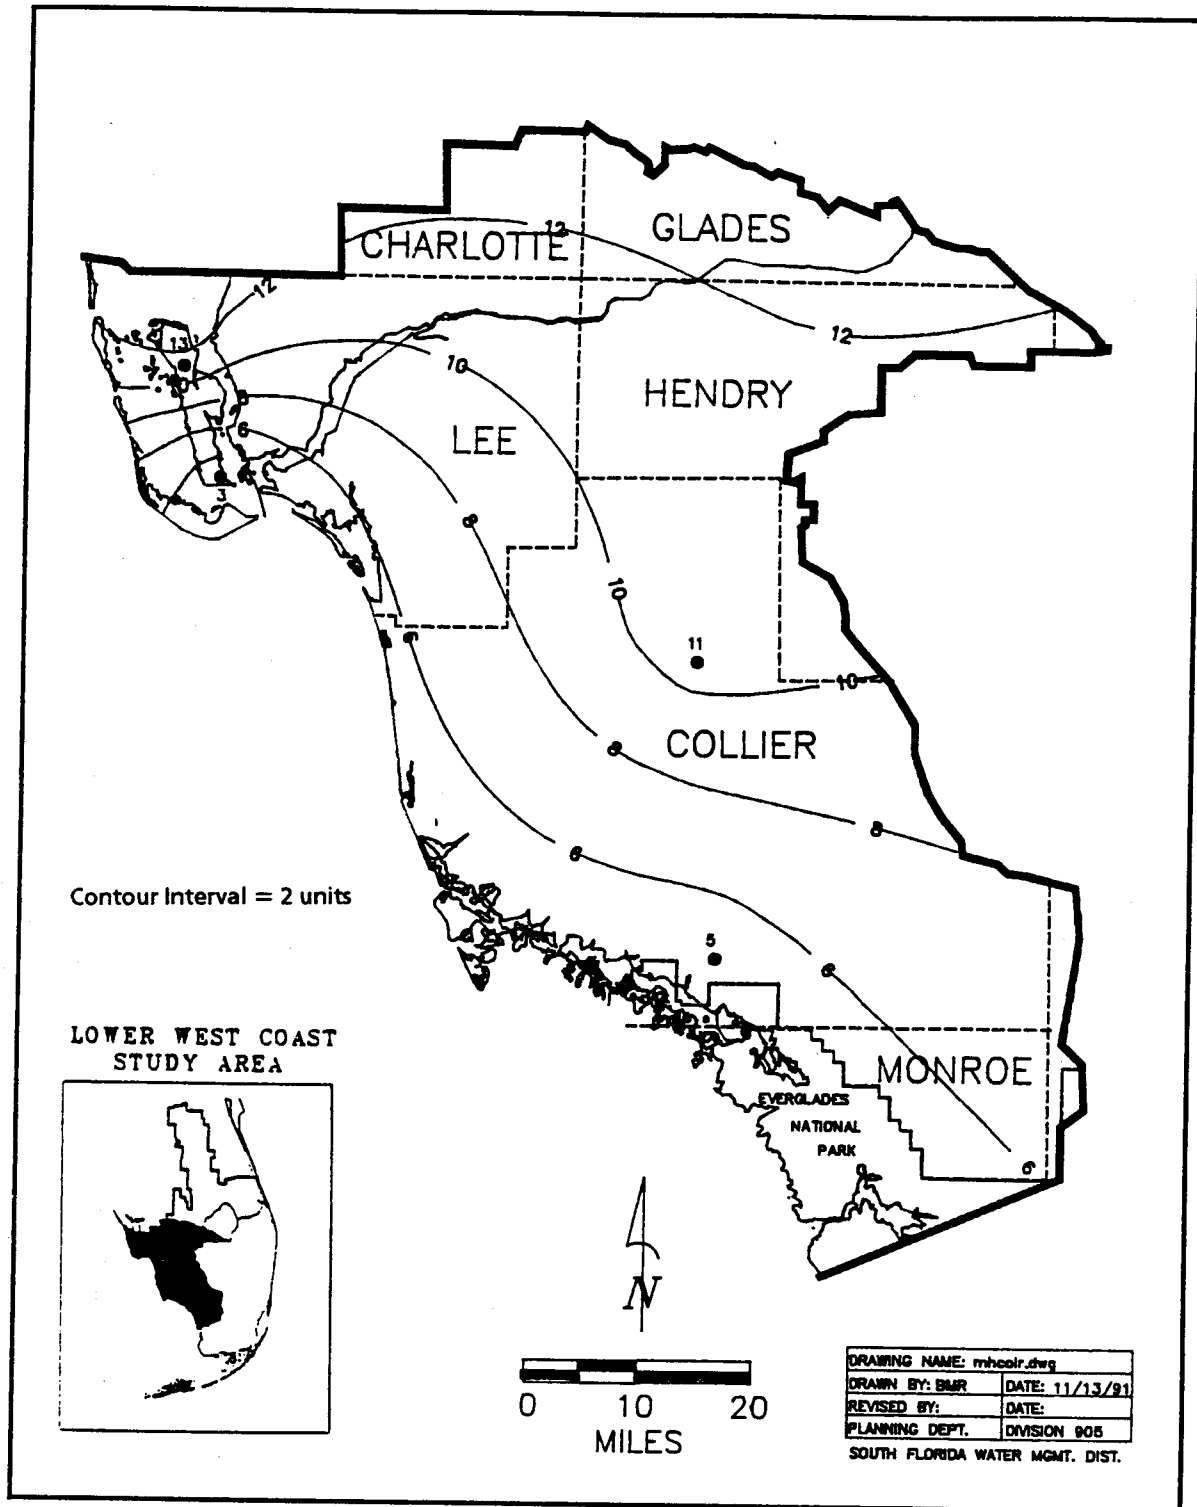 GLADES
12
CHARLOTTE
12
12
13
10
HENDRY
8
LEE
6
3
8
10
11
6
10
COLLIER
8
8
6
Contour Interval = 2 units
5
6
LOWER WEST COAST
STUDY AREA
MONROE
EVERGLADES
NATIONAL
PARK
6
N
0 10 20
MILES
DRAWING NAME: mhcolr.dwg
DRAWN BY: BMR DATE: 11/13/91
REVISED BY: DATE:
PLANNING DEPT. DIVISION 905
SOUTH FLORIDA WATER MGMT. DIST.